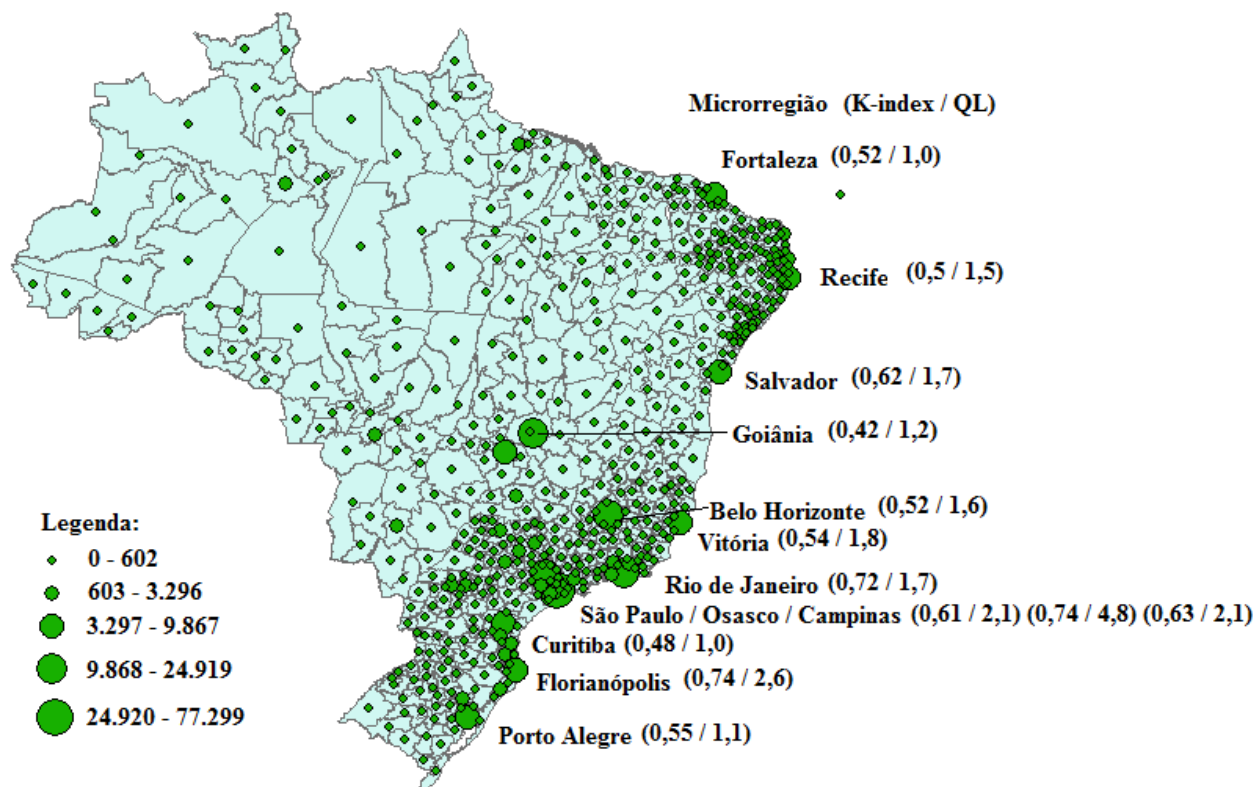 Microrregião (K-index / QL)
Fortaleza (0,52 / 1,0)
Recife (0,5 / 1,5)
Salvador (0,62 / 1,7)
Goiânia (0,42 / 1,2)
Belo Horizonte (0,52 / 1,6)
Vitória (0,54 / 1,8)
Rio de Janeiro (0,72 / 1,7)
São Paulo / Osasco / Campinas (0,61 / 2,1) (0,74 / 4,8) (0,63 / 2,1)
Curitiba (0,48 / 1,0)
Florianópolis (0,74 / 2,6)
Porto Alegre (0,55 / 1,1)
Legenda:
0 - 602
603 - 3.296
3.297 - 9.867
9.868 - 24.919
24.920 - 77.299